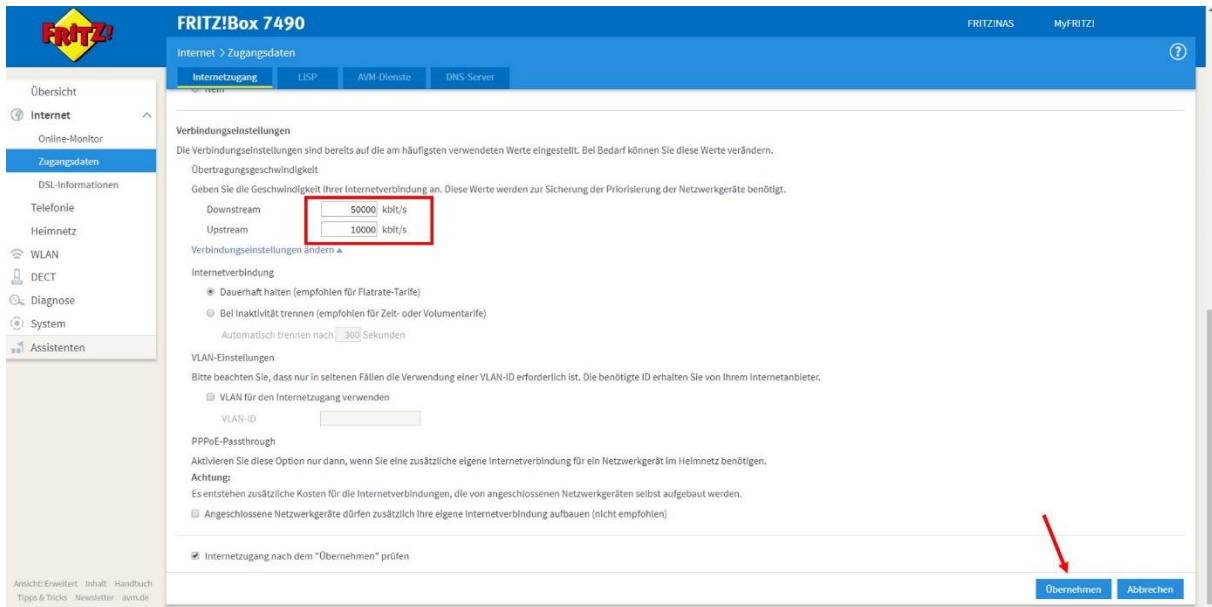 FRITZ!
FRITZ!Box 7490
FRITZ!NAS
MyFRITZ!
Internet > Zugangsdaten
?
Internetzugang
LISP
AVM-Dienste
DNS-Server
Übersicht
Internet
Online-Monitor
Zugangsdaten
DSL-Informationen
Telefonie
Heimnetz
WLAN
DECT
Diagnose
System
Assistenten
Nein
Verbindungseinstellungen
Die Verbindungseinstellungen sind bereits auf die am häufigsten verwendeten Werte eingestellt. Bei Bedarf können Sie diese Werte verändern.
Übertragungsgeschwindigkeit
Geben Sie die Geschwindigkeit Ihrer Internetverbindung an. Diese Werte werden zur Sicherung der Priorisierung der Netzwerkgeräte benötigt.
Downstream 50000 kbit/s
Upstream 10000 kbit/s
Verbindungseinstellungen ändern
Internetverbindung
Dauerhaft halten (empfohlen für Flatrate-Tarife)
Bei Inaktivität trennen (empfohlen für Zeit- oder Volumentarife)
Automatisch trennen nach 300 Sekunden
VLAN-Einstellungen
Bitte beachten Sie, dass nur in seltenen Fällen die Verwendung einer VLAN-ID erforderlich ist. Die benötigte ID erhalten Sie von Ihrem Internetanbieter.
VLAN für den Internetzugang verwenden
VLAN-ID
PPPoE-Passthrough
Aktivieren Sie diese Option nur dann, wenn Sie eine zusätzliche eigene Internetverbindung für ein Netzwerkgerät im Heimnetz benötigen.
Achtung:
Es entstehen zusätzliche Kosten für die Internetverbindungen, die von angeschlossenen Netzwerkgeräten selbst aufgebaut werden.
Angeschlossene Netzwerkgeräte dürfen zusätzlich ihre eigene Internetverbindung aufbauen (nicht empfohlen)
Internetzugang nach dem "Übernehmen" prüfen
Übernehmen
Abbrechen
Ansicht: Erweitert Inhalt Handbuch
Tipps & Tricks Newsletter avm.de